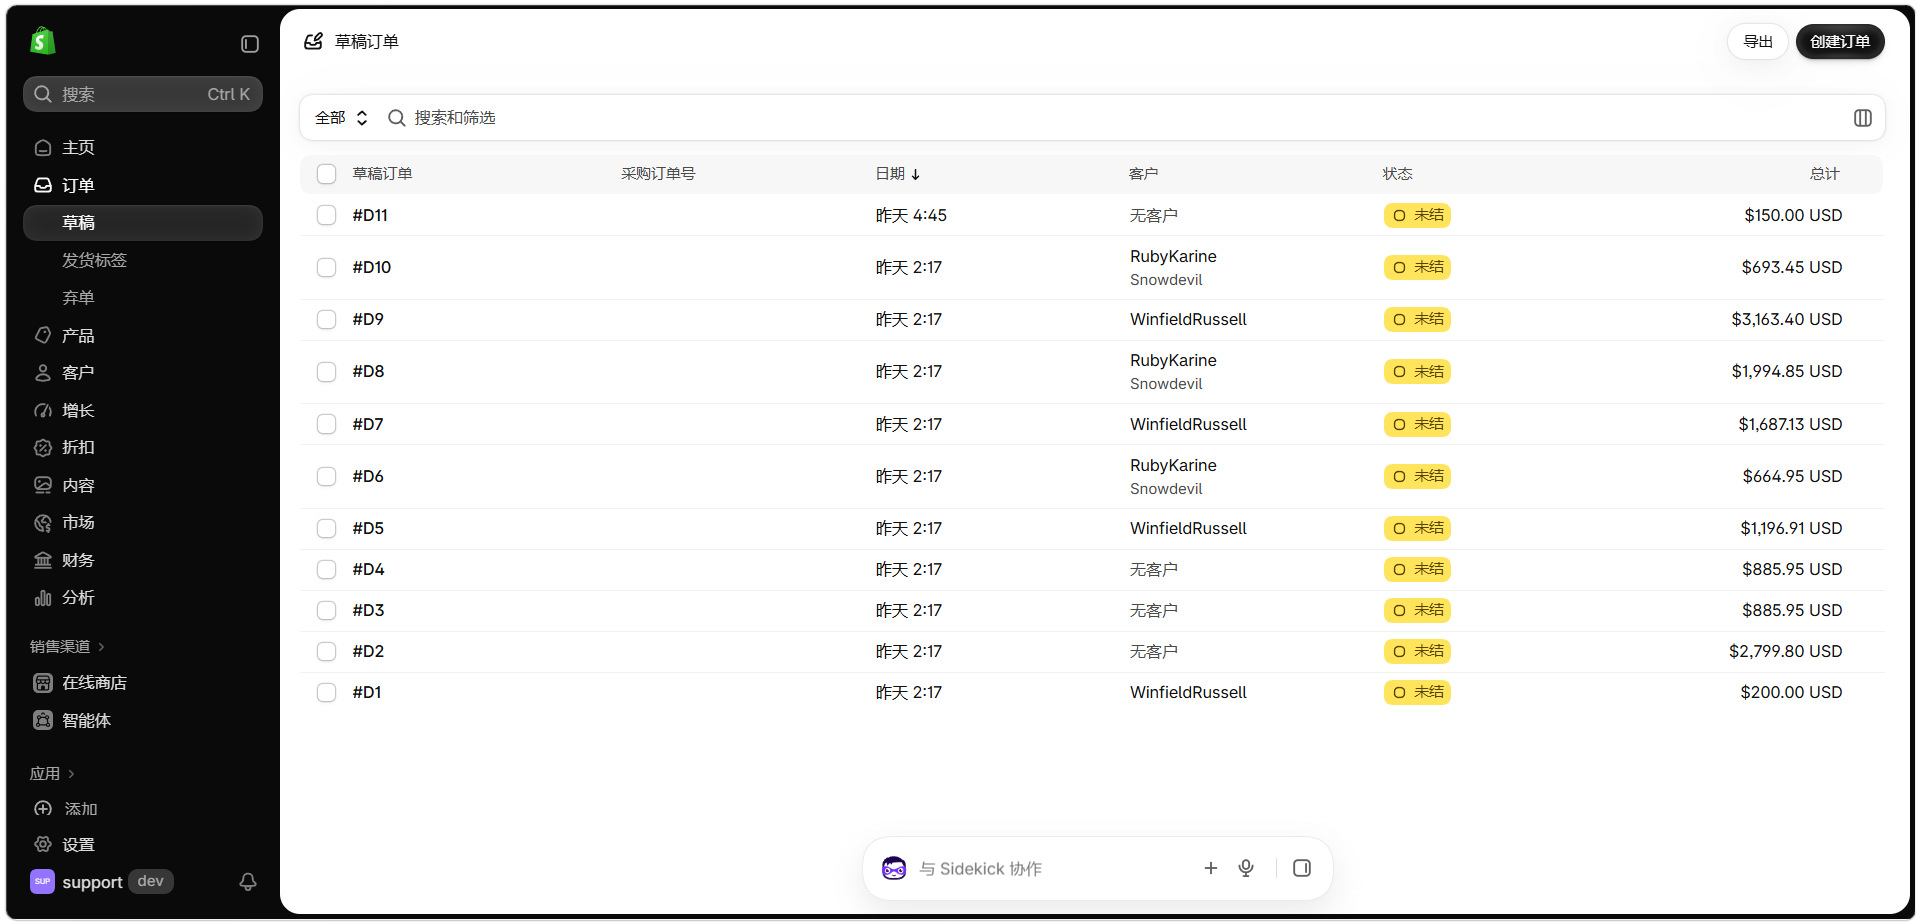 搜索 Ctrl K
主页
订单
草稿
发货标签
弃单
产品
客户
增长
折扣
内容
市场
财务
分析
销售渠道
在线商店
智能体
应用
添加
设置
SUP support dev
草稿订单 导出 创建订单
全部 搜索和筛选
草稿订单 采购订单号 日期 客户 状态 总计
#D11 昨天 4:45 无客户 未结 $150.00 USD
#D10 昨天 2:17 RubyKarine Snowdevil 未结 $693.45 USD
#D9 昨天 2:17 WinfieldRussell 未结 $3,163.40 USD
#D8 昨天 2:17 RubyKarine Snowdevil 未结 $1,994.85 USD
#D7 昨天 2:17 WinfieldRussell 未结 $1,687.13 USD
#D6 昨天 2:17 RubyKarine Snowdevil 未结 $664.95 USD
#D5 昨天 2:17 WinfieldRussell 未结 $1,196.91 USD
#D4 昨天 2:17 无客户 未结 $885.95 USD
#D3 昨天 2:17 无客户 未结 $885.95 USD
#D2 昨天 2:17 无客户 未结 $2,799.80 USD
#D1 昨天 2:17 WinfieldRussell 未结 $200.00 USD
与 Sidekick 协作